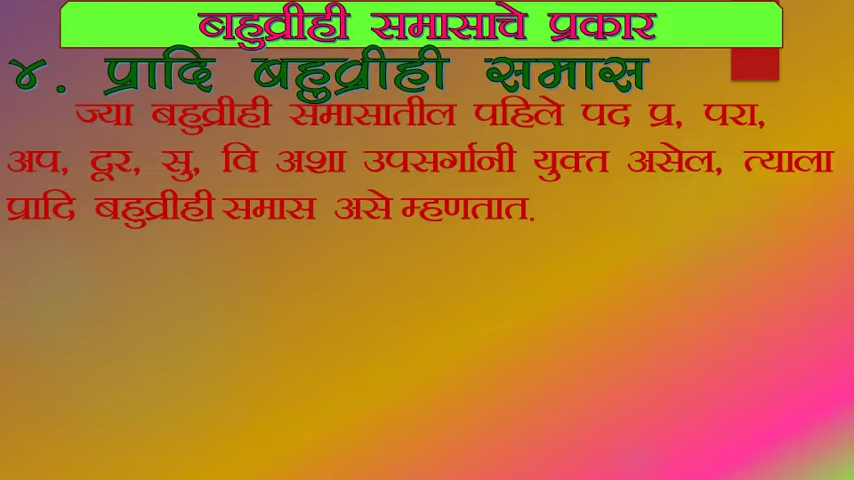 बहुव्रीही समासाचे प्रकार
४. प्रादि बहुव्रीही समास
ज्या बहुव्रीही समासातील पहिले पद प्र, परा,
अप, दूर, सु, वि अशा उपसर्गानी युक्त असेल, त्याला
प्रादि बहुव्रीही समास असे म्हणतात.